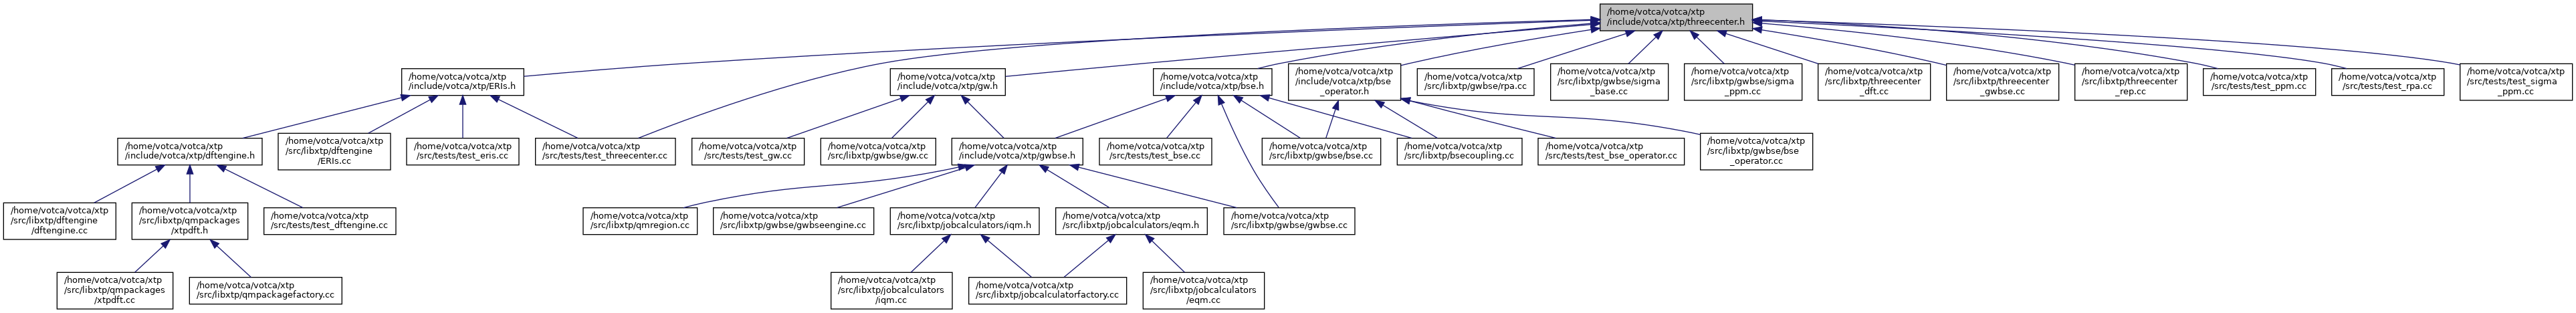 /home/votca/votca/xtp
/include/votca/xtp/threecenter.h
/home/votca/votca/xtp
/include/votca/xtp/ERIs.h
/home/votca/votca/xtp
/include/votca/xtp/gw.h
/home/votca/votca/xtp
/include/votca/xtp/bse.h
/home/votca/votca/xtp
/include/votca/xtp/bse
_operator.h
/home/votca/votca/xtp
/src/libxtp/gwbse/rpa.cc
/home/votca/votca/xtp
/src/libxtp/gwbse/sigma
_base.cc
/home/votca/votca/xtp
/src/libxtp/gwbse/sigma
_ppm.cc
/home/votca/votca/xtp
/src/libxtp/threecenter
_dft.cc
/home/votca/votca/xtp
/src/libxtp/threecenter
_gwbse.cc
/home/votca/votca/xtp
/src/libxtp/threecenter
_rep.cc
/home/votca/votca/xtp
/src/tests/test_ppm.cc
/home/votca/votca/xtp
/src/tests/test_rpa.cc
/home/votca/votca/xtp
/src/tests/test_sigma
_ppm.cc
/home/votca/votca/xtp
/include/votca/xtp/dftengine.h
/home/votca/votca/xtp
/src/libxtp/dftengine
/ERIs.cc
/home/votca/votca/xtp
/src/tests/test_eris.cc
/home/votca/votca/xtp
/src/tests/test_threecenter.cc
/home/votca/votca/xtp
/src/tests/test_gw.cc
/home/votca/votca/xtp
/src/libxtp/gwbse/gw.cc
/home/votca/votca/xtp
/include/votca/xtp/gwbse.h
/home/votca/votca/xtp
/src/tests/test_bse.cc
/home/votca/votca/xtp
/src/libxtp/gwbse/bse.cc
/home/votca/votca/xtp
/src/libxtp/bsecoupling.cc
/home/votca/votca/xtp
/src/tests/test_bse_operator.cc
/home/votca/votca/xtp
/src/libxtp/gwbse/bse
_operator.cc
/home/votca/votca/xtp
/src/libxtp/dftengine
/dftengine.cc
/home/votca/votca/xtp
/src/libxtp/qmpackages
/xtpdft.h
/home/votca/votca/xtp
/src/tests/test_dftengine.cc
/home/votca/votca/xtp
/src/libxtp/qmregion.cc
/home/votca/votca/xtp
/src/libxtp/gwbse/gwbseengine.cc
/home/votca/votca/xtp
/src/libxtp/jobcalculators/iqm.h
/home/votca/votca/xtp
/src/libxtp/jobcalculators/eqm.h
/home/votca/votca/xtp
/src/libxtp/gwbse/gwbse.cc
/home/votca/votca/xtp
/src/libxtp/qmpackages
/xtpdft.cc
/home/votca/votca/xtp
/src/libxtp/qmpackagefactory.cc
/home/votca/votca/xtp
/src/libxtp/jobcalculators
/iqm.cc
/home/votca/votca/xtp
/src/libxtp/jobcalculatorfactory.cc
/home/votca/votca/xtp
/src/libxtp/jobcalculators
/eqm.cc